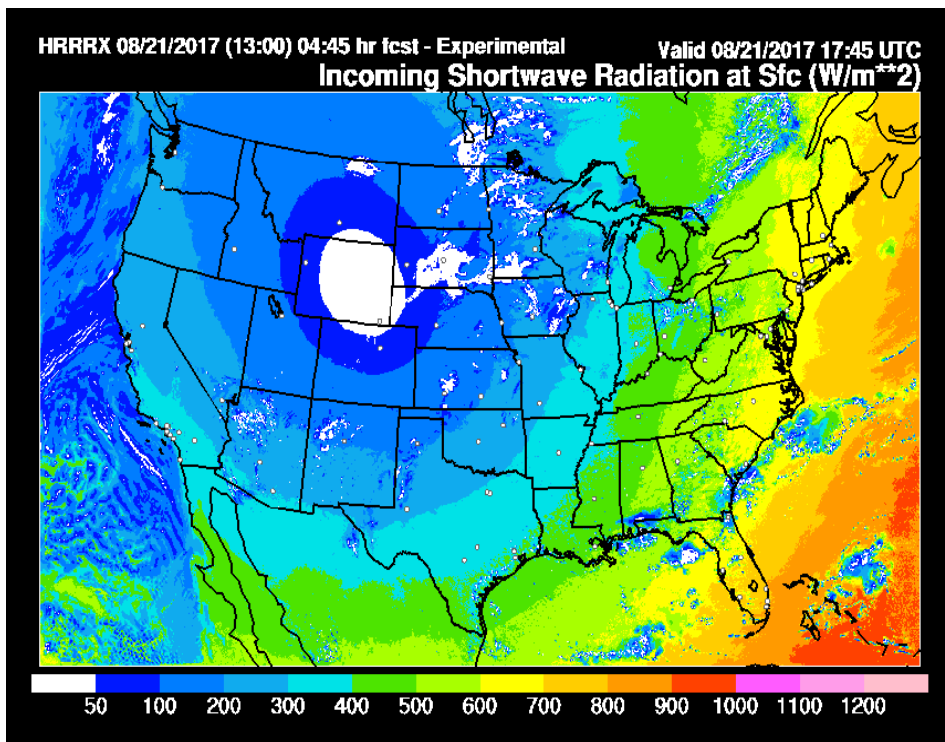 HRRRX 08/21/2017 (13:00) 04:45 hr fcst - Experimental
Valid 08/21/2017 17:45 UTC
Incoming Shortwave Radiation at Sfc (W/m**2)
50 100 200 300 400 500 600 700 800 900 1000 1100 1200